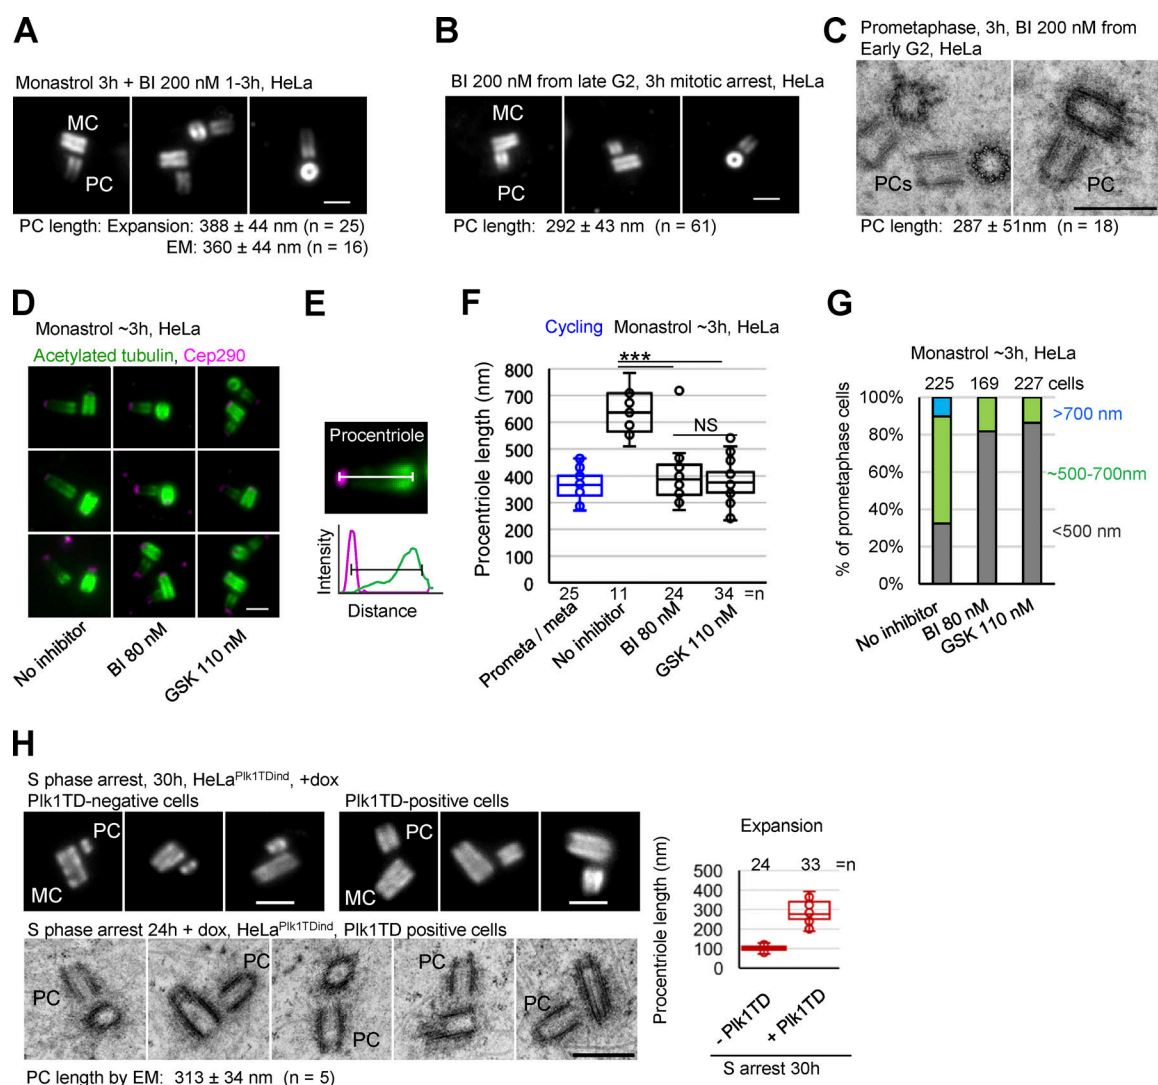 A
Monastrol 3h + BI 200 nM 1-3h, HeLa
MC
PC
PC length: Expansion: 388 ± 44 nm (n = 25)
EM: 360 ± 44 nm (n = 16)
B
BI 200 nM from late G2, 3h mitotic arrest, HeLa
MC
PC
PC length: 292 ± 43 nm (n = 61)
C
Prometaphase, 3h, BI 200 nM from
Early G2, HeLa
PCs
PC
PC length: 287 ± 51nm (n = 18)
D
Monastrol ~3h, HeLa
Acetylated tubulin, Cep290
No inhibitor
BI 80 nM
GSK 110 nM
E
Procentriole
Intensity
Distance
F
Cycling Monastrol ~3h, HeLa
***
NS
Procentriole length (nm)
800
700
600
500
400
300
200
100
0
25 11 24 34 =n
Prometa / meta
No inhibitor
BI 80 nM
GSK 110 nM
G
Monastrol ~3h, HeLa
225 169 227 cells
% of prometaphase cells
100%
80%
60%
40%
20%
0%
>700 nm
~500-700nm
<500 nm
No inhibitor
BI 80 nM
GSK 110 nM
H
S phase arrest, 30h, HeLaPlk1TDind, +dox
Plk1TD-negative cells
Plk1TD-positive cells
PC
MC
PC
MC
S phase arrest 24h + dox, HeLaPlk1TDind, Plk1TD positive cells
PC
PC
PC
PC
PC
PC length by EM: 313 ± 34 nm (n = 5)
Expansion
24 33 =n
Procentriole length (nm)
500
400
300
200
100
0
- Plk1TD
+ Plk1TD
S arrest 30h